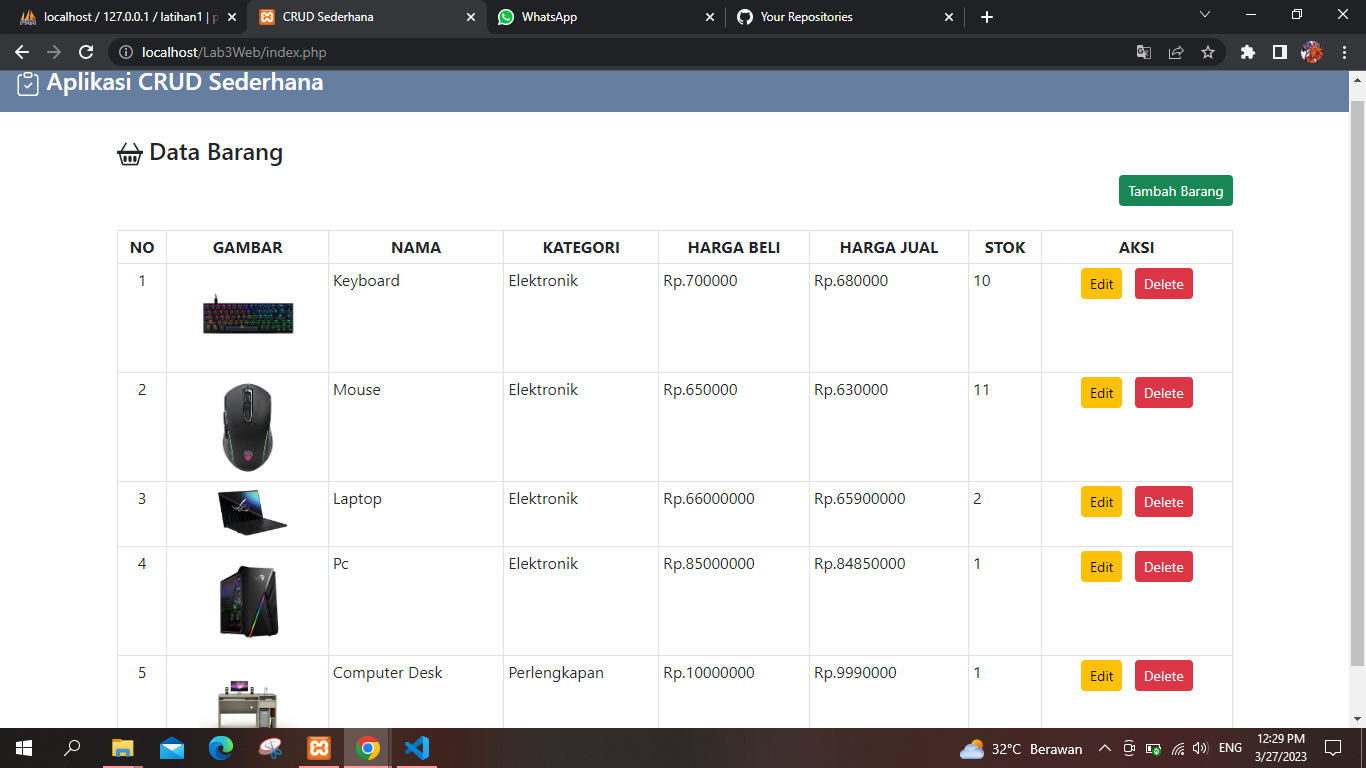 localhost / 127.0.0.1 / latihan1 | p
CRUD Sederhana
WhatsApp
Your Repositories
localhost/Lab3Web/index.php
Aplikasi CRUD Sederhana
Data Barang
Tambah Barang
NO GAMBAR NAMA KATEGORI HARGA BELI HARGA JUAL STOK AKSI
1 Keyboard Elektronik Rp.700000 Rp.680000 10 Edit Delete
2 Mouse Elektronik Rp.650000 Rp.630000 11 Edit Delete
3 Laptop Elektronik Rp.66000000 Rp.65900000 2 Edit Delete
4 Pc Elektronik Rp.85000000 Rp.84850000 1 Edit Delete
5 Computer Desk Perlengkapan Rp.10000000 Rp.9990000 1 Edit Delete
32°C Berawan ENG 12:29 PM
3/27/2023